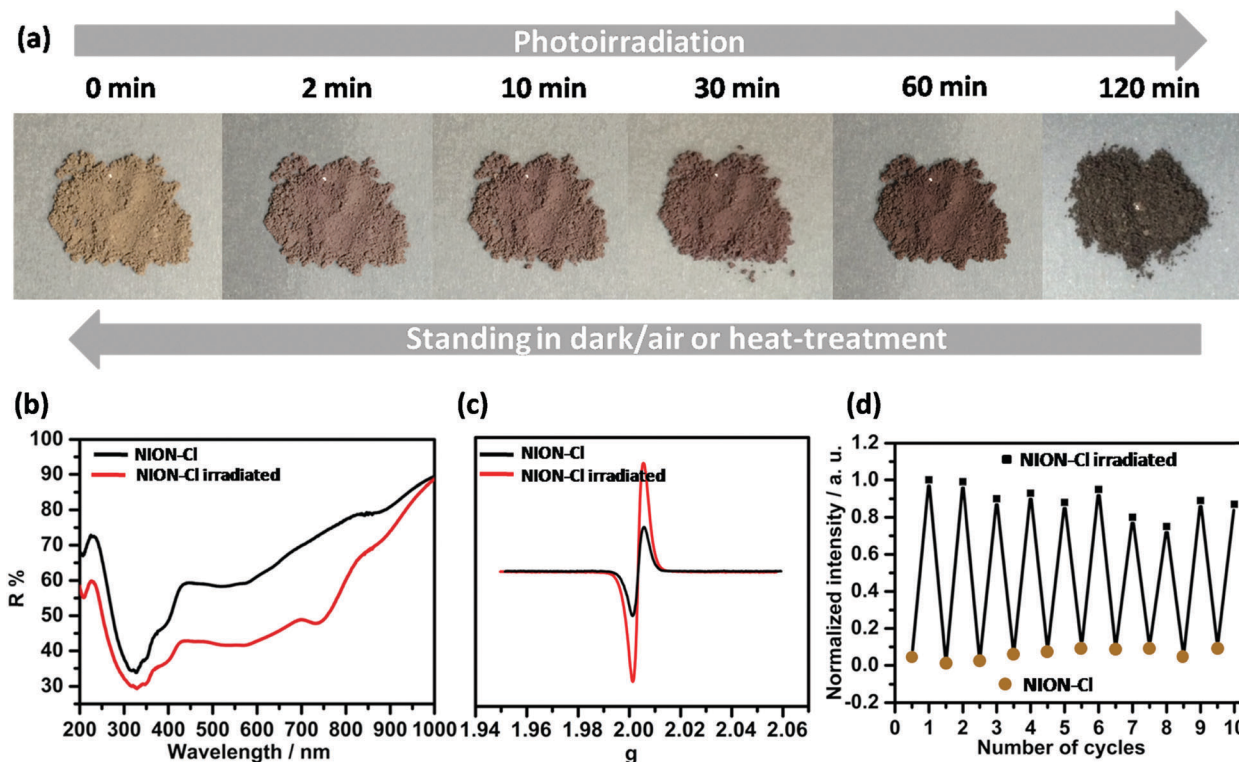 (a)
Photoirradiation
0 min 2 min 10 min 30 min 60 min 120 min
Standing in dark/air or heat-treatment
(b)
100
90
80
70
60
50
40
30
R %
NION-Cl
NION-Cl irradiated
200 300 400 500 600 700 800 900 1000
Wavelength / nm
(c)
NION-Cl
NION-Cl irradiated
1.94 1.96 1.98 2.00 2.02 2.04 2.06
g
(d)
1.2
1.0
0.8
0.6
0.4
0.2
0.0
-0.2
Normalized intensity / a. u.
NION-Cl irradiated
NION-Cl
0 1 2 3 4 5 6 7 8 9 10
Number of cycles